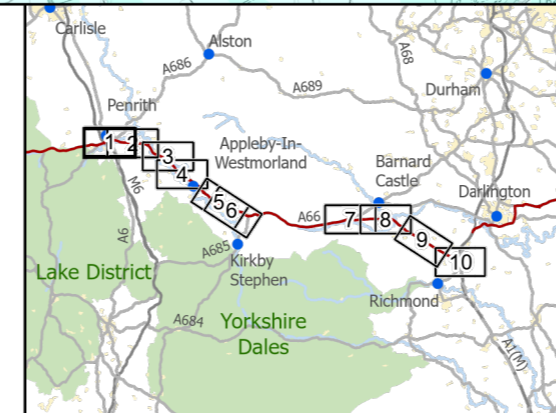 Carlisle
Alston
A686
A68
A689
Durham
Penrith
1
2
3
4
Appleby-In-
Westmorland
Barnard
Castle
Darlington
5
6
A66
7
8
9
10
M6
A6
A685
Kirkby
Stephen
Lake District
Richmond
A684
Yorkshire
Dales
A1(M)